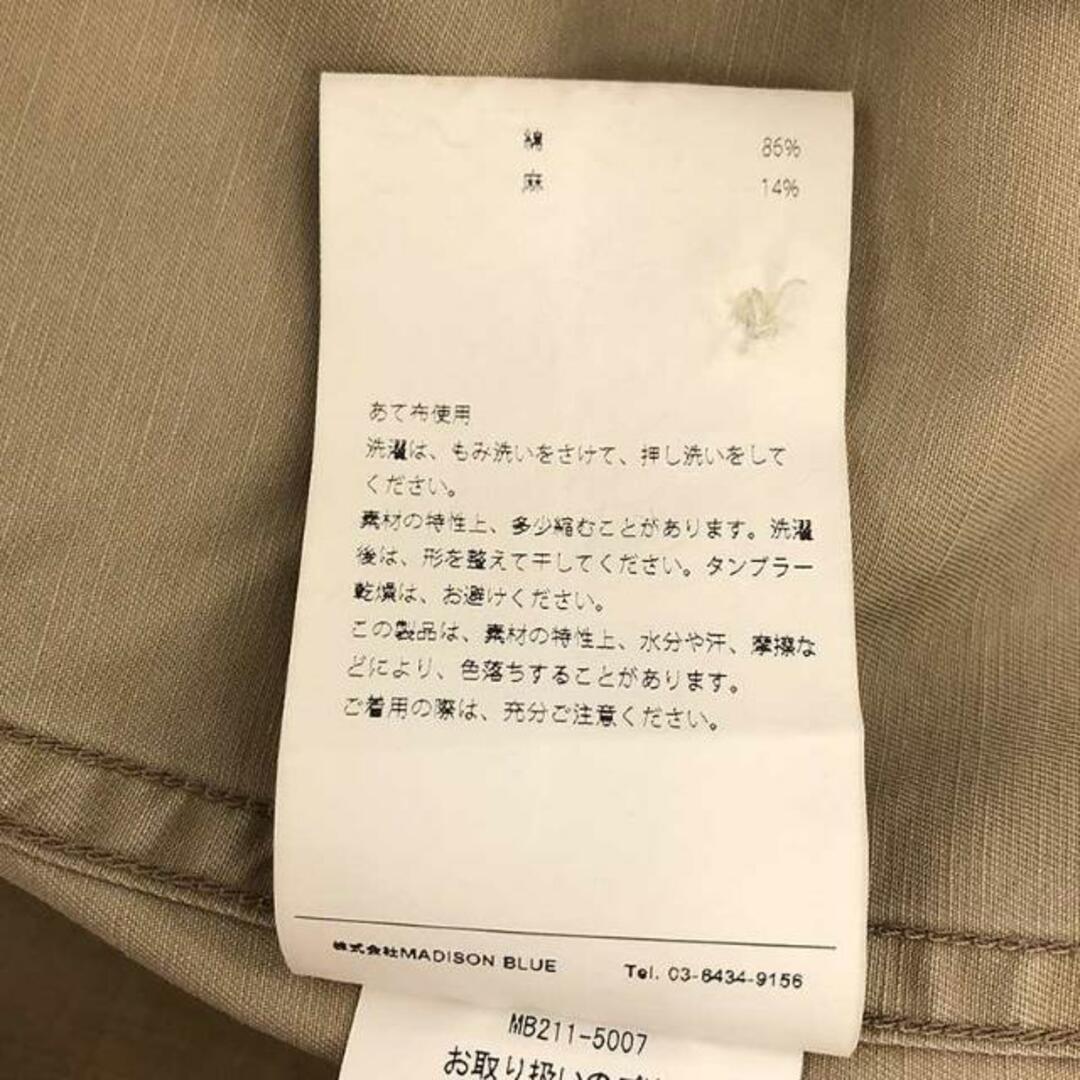 綿 86%
麻 14%
あて布使用
洗濯は、もみ洗いをさけて、押し洗いをして
ください。
素材の特性上、多少縮むことがあります。洗濯
後は、形を整えて干してください。タンブラー
乾燥は、お避けください。
この製品は、素材の特性上、水分や汗、摩擦な
どにより、色落ちすることがあります。
ご着用の際は、充分ご注意ください。
株式会社MADISON BLUE Tel. 03-6434-9156
MB211-5007
お取り扱いの